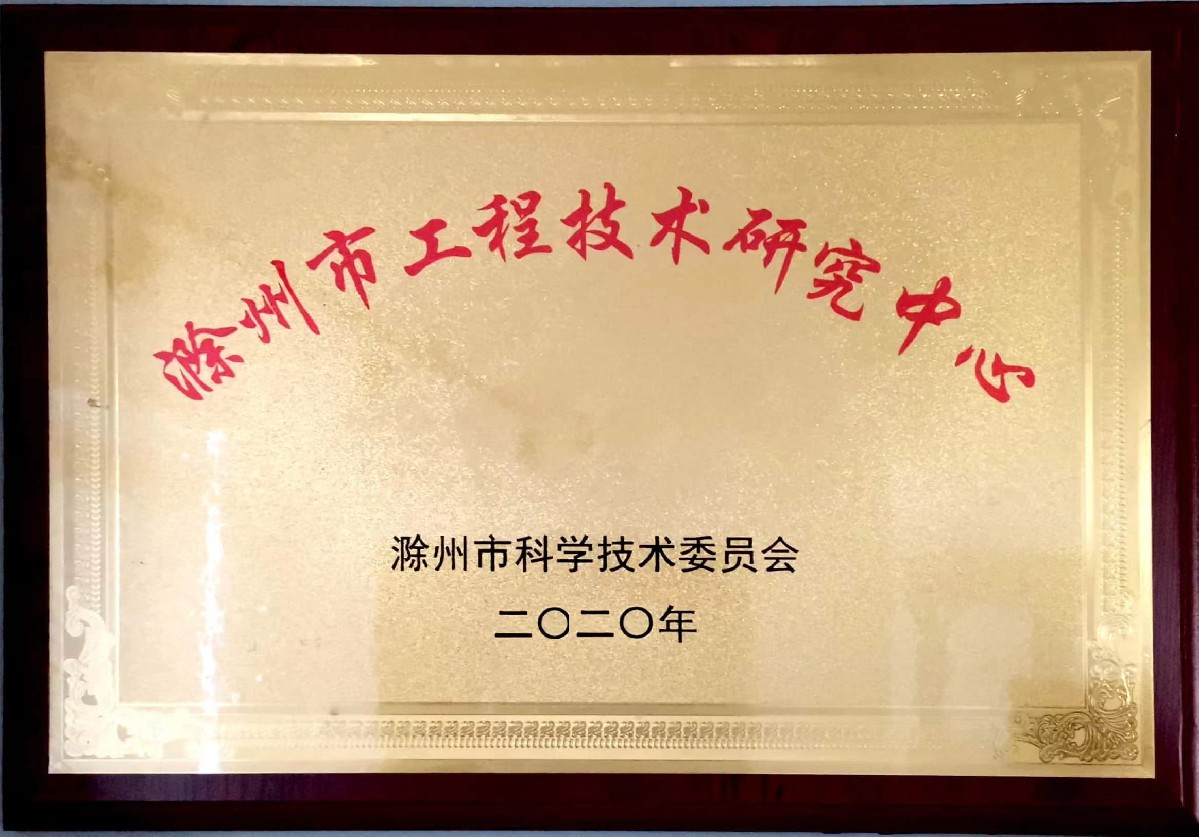 滁州市工程技术研究中心
滁州市科学技术委员会
二〇二〇年